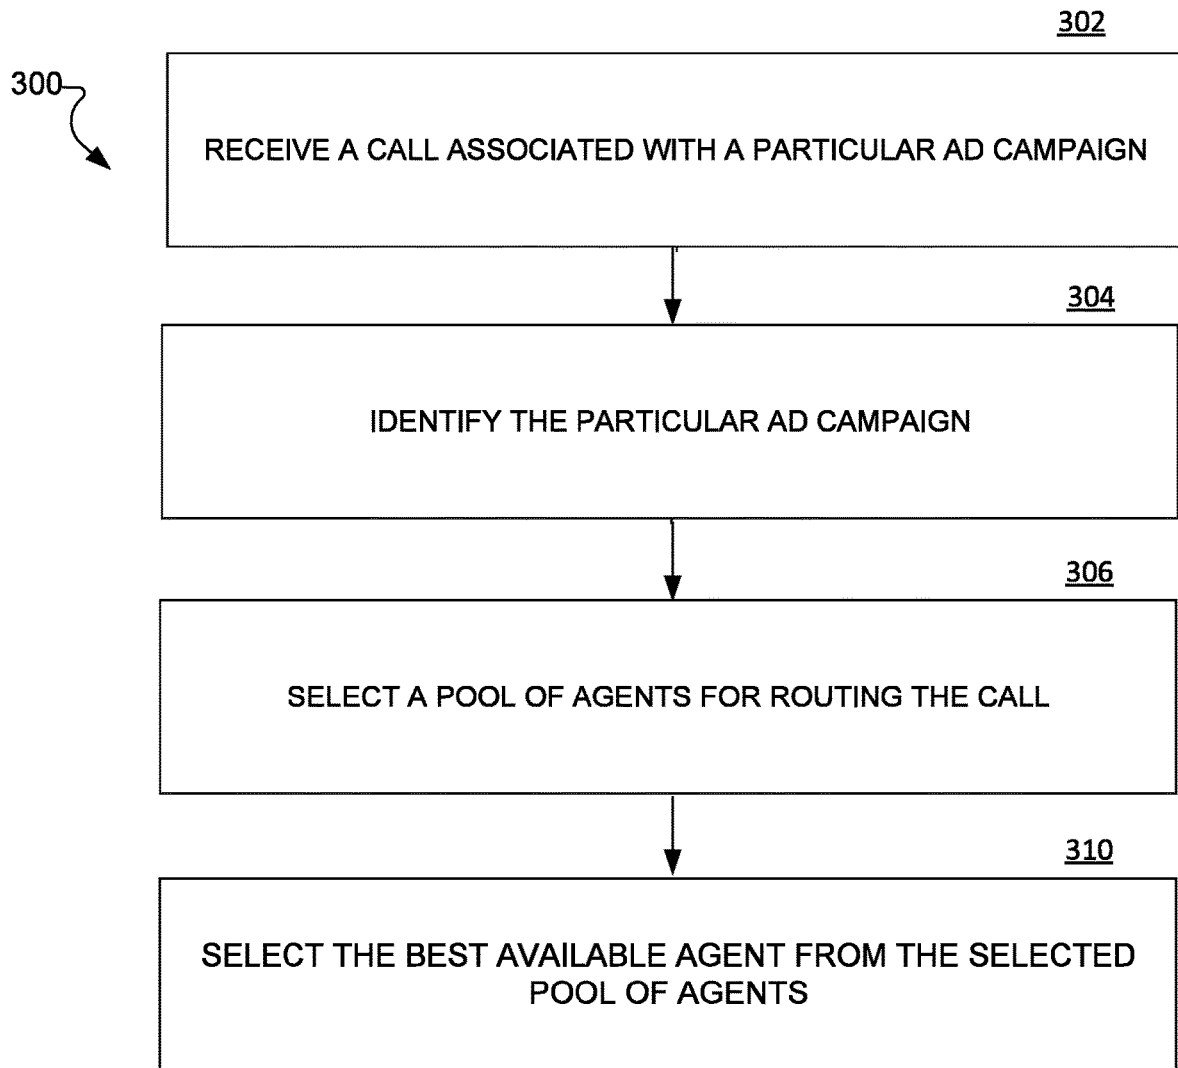 302
300
RECEIVE A CALL ASSOCIATED WITH A PARTICULAR AD CAMPAIGN
304
IDENTIFY THE PARTICULAR AD CAMPAIGN
306
SELECT A POOL OF AGENTS FOR ROUTING THE CALL
310
SELECT THE BEST AVAILABLE AGENT FROM THE SELECTED
POOL OF AGENTS